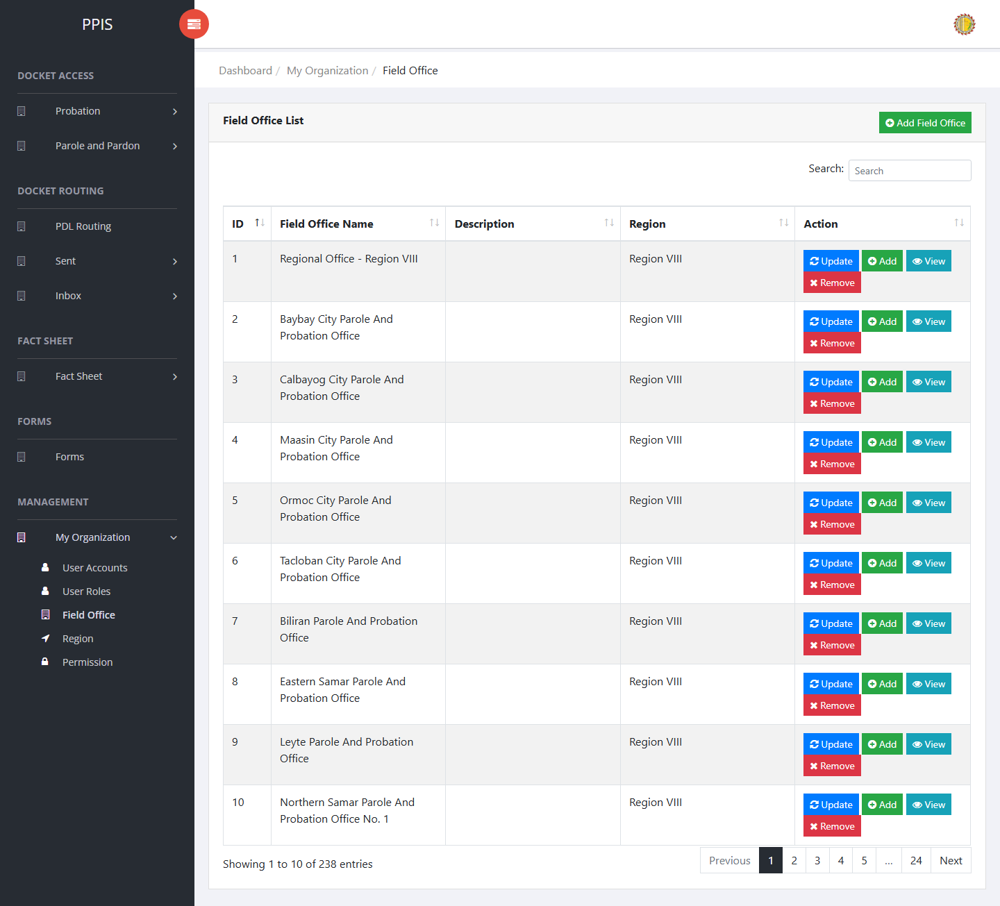 PPIS
DOCKET ACCESS
Probation
Parole and Pardon
DOCKET ROUTING
PDL Routing
Sent
Inbox
FACT SHEET
Fact Sheet
FORMS
Forms
MANAGEMENT
My Organization
User Accounts
User Roles
Field Office
Region
Permission
Dashboard / My Organization / Field Office
Field Office List
Add Field Office
Search: Search
ID Field Office Name Description Region Action
1 Regional Office - Region VIII Region VIII Update Add View
Remove
2 Baybay City Parole And Region VIII Update Add View
Probation Office Remove
3 Calbayog City Parole And Region VIII Update Add View
Probation Office Remove
4 Maasin City Parole And Region VIII Update Add View
Probation Office Remove
5 Ormoc City Parole And Region VIII Update Add View
Probation Office Remove
6 Tacloban City Parole And Region VIII Update Add View
Probation Office Remove
7 Biliran Parole And Probation Region VIII Update Add View
Office Remove
8 Eastern Samar Parole And Region VIII Update Add View
Probation Office Remove
9 Leyte Parole And Probation Region VIII Update Add View
Office Remove
10 Northern Samar Parole And Region VIII Update Add View
Probation Office No. 1 Remove
Showing 1 to 10 of 238 entries
Previous 1 2 3 4 5 ... 24 Next